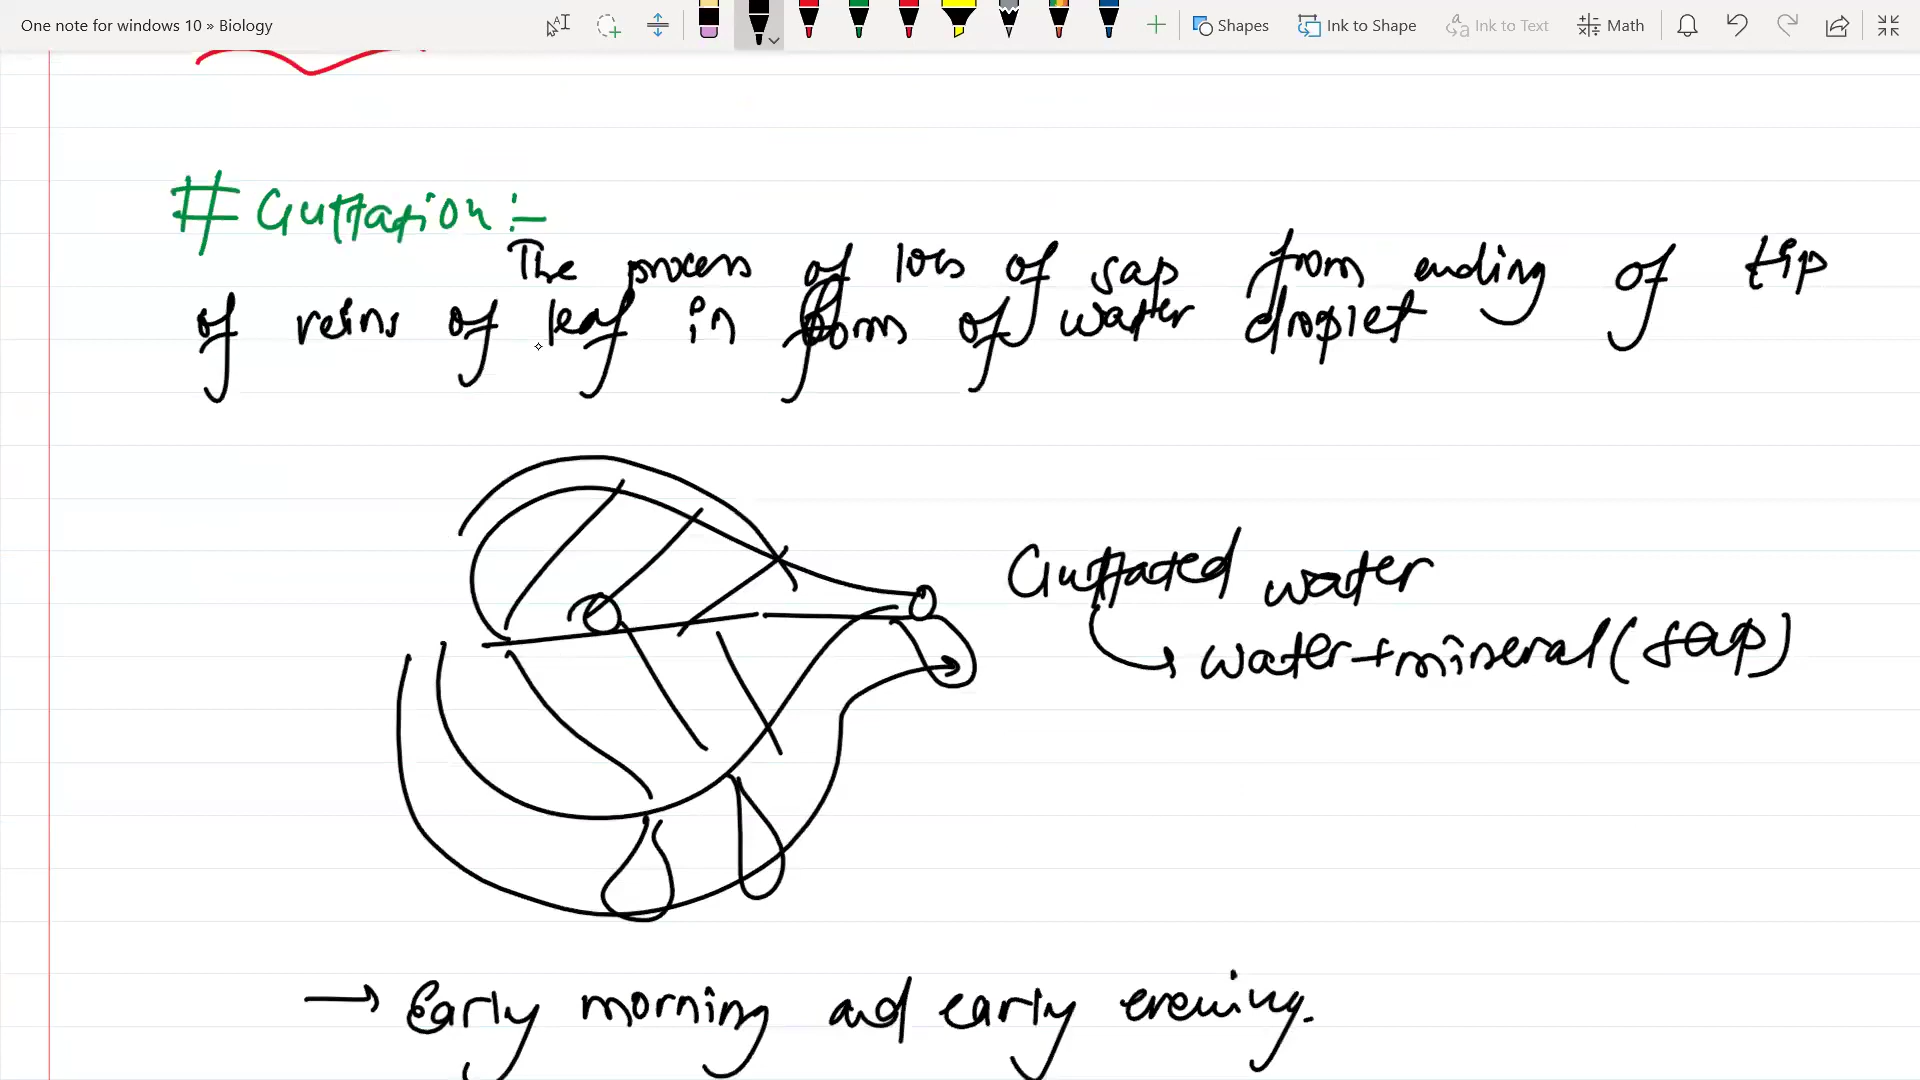 One note for windows 10 » Biology
Shapes
Ink to Shape
Ink to Text
Math
# Guttation :-
The process of loss of sap from ending of tip
of veins of leaf in form of water droplet
Guttated water
water+mineral(sap)
→ Early morning and early evening.